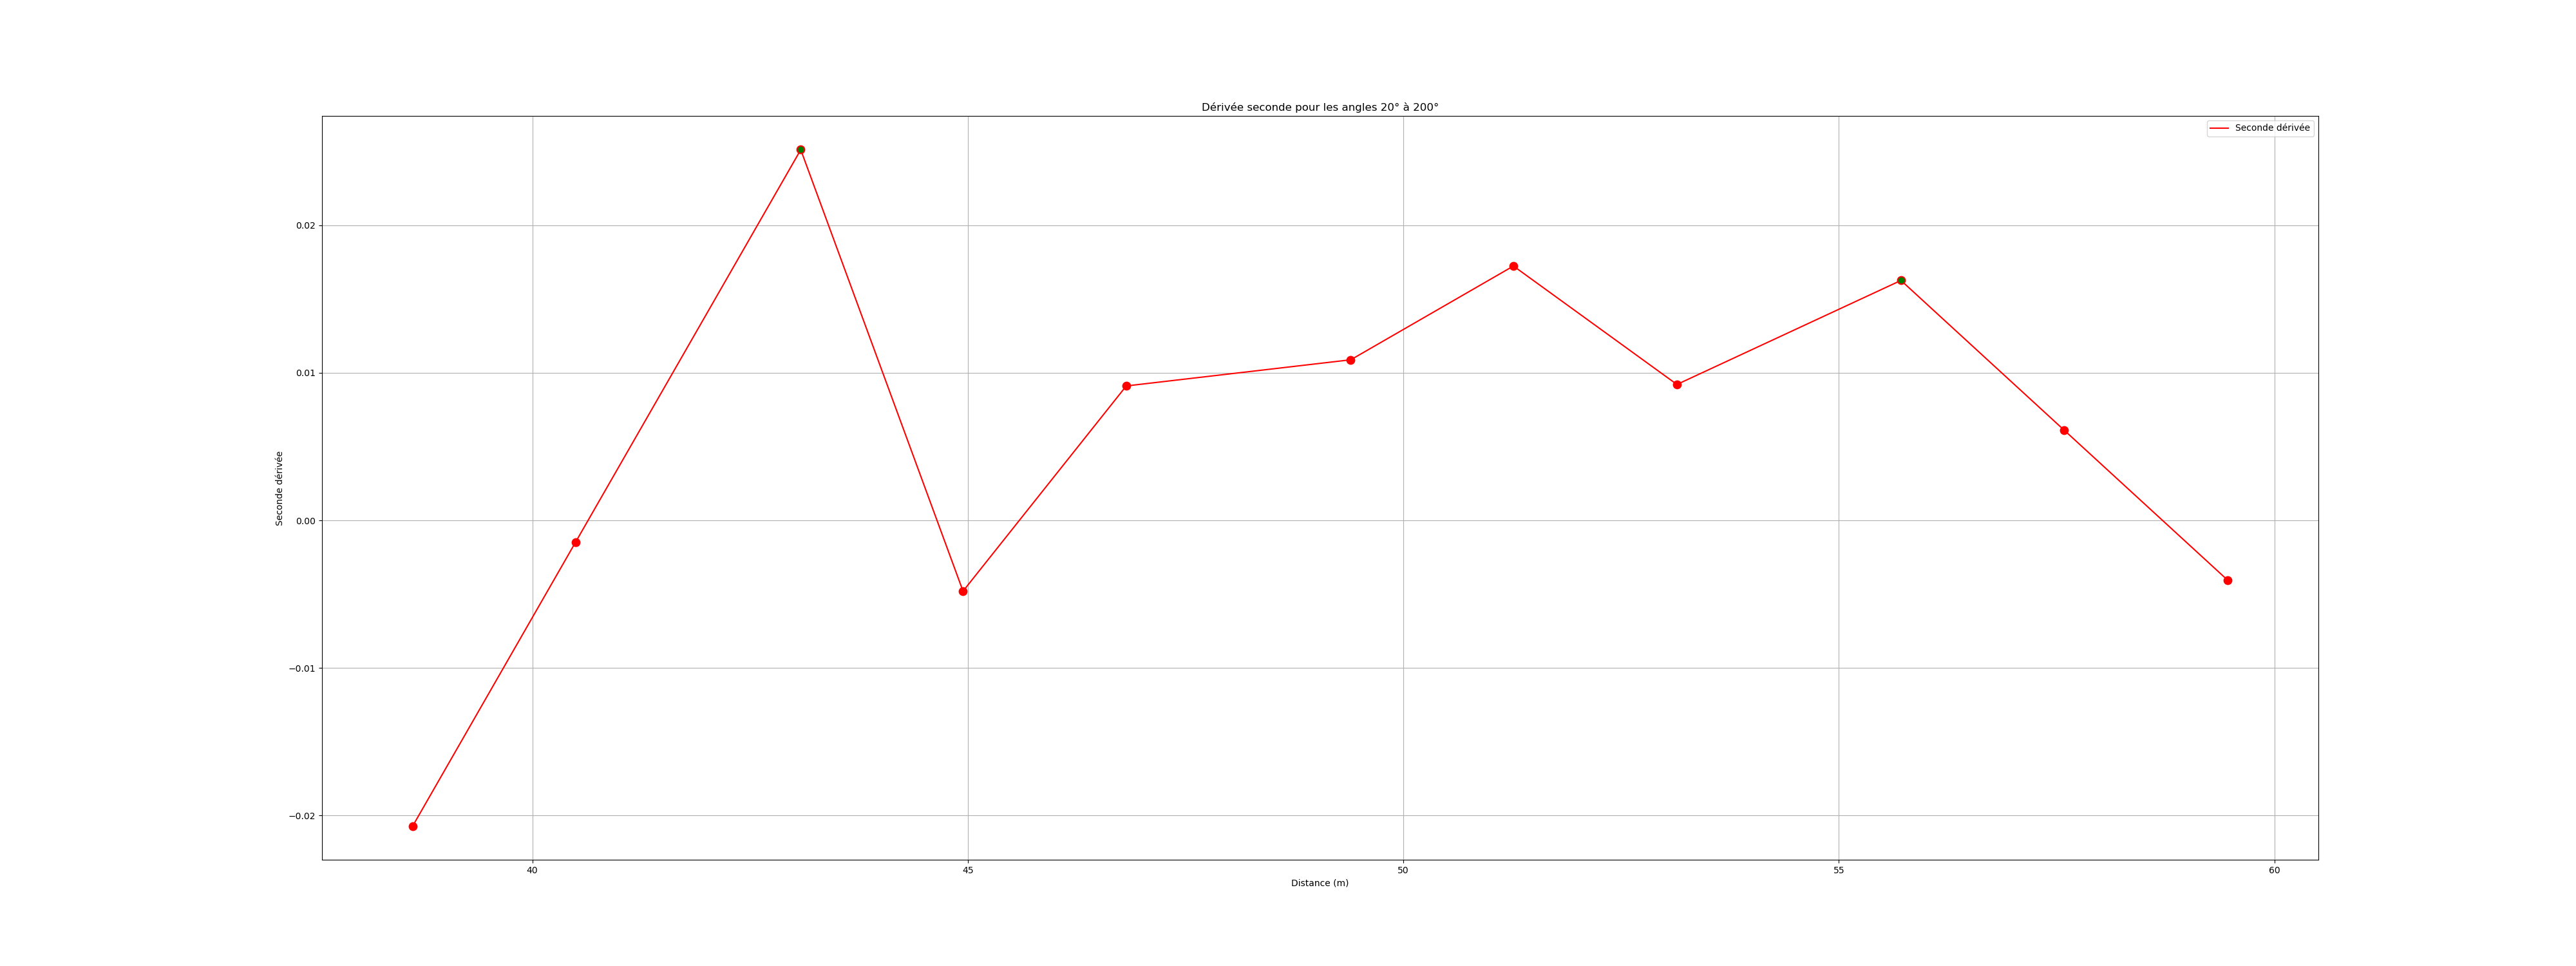 Dérivée seconde pour les angles 20° à 200°
Seconde dérivée
0.02
0.01
0.00
−0.01
−0.02
Seconde dérivée
40
45
50
55
60
Distance (m)